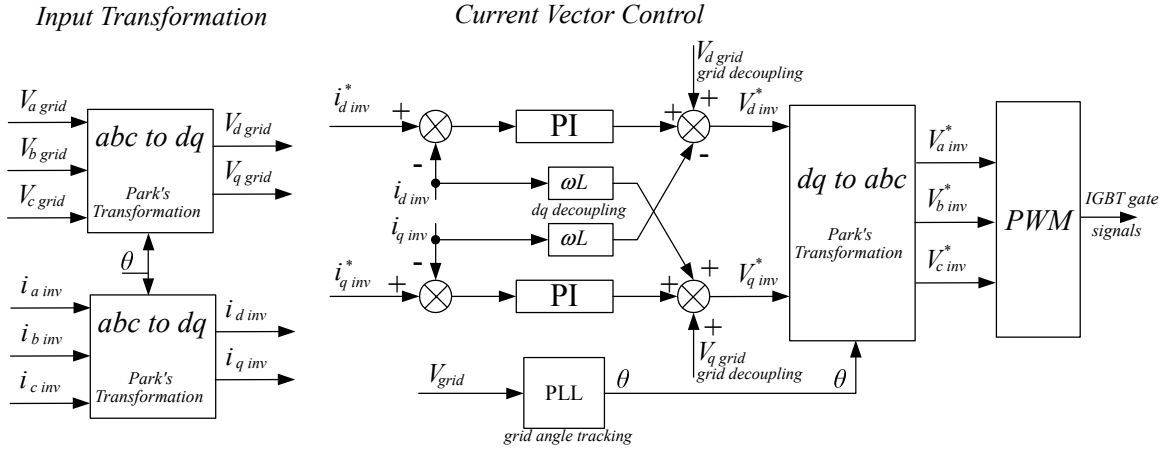 Input Transformation
V_a grid
V_b grid
V_c grid
abc to dq
Park's
Transformation
V_d grid
V_q grid
θ
i_a inv
i_b inv
i_c inv
abc to dq
Park's
Transformation
i_d inv
i_q inv
Current Vector Control
V_d grid
grid decoupling
i*_d inv
+
-
PI
+
+
-
V*_d inv
i_d inv
ωL
dq decoupling
i_q inv
ωL
i*_q inv
+
-
PI
+
+
+
V*_q inv
V_q grid
grid decoupling
V_grid
PLL
θ
grid angle tracking
dq to abc
Park's
Transformation
θ
V*_a inv
V*_b inv
V*_c inv
PWM
IGBT gate
signals